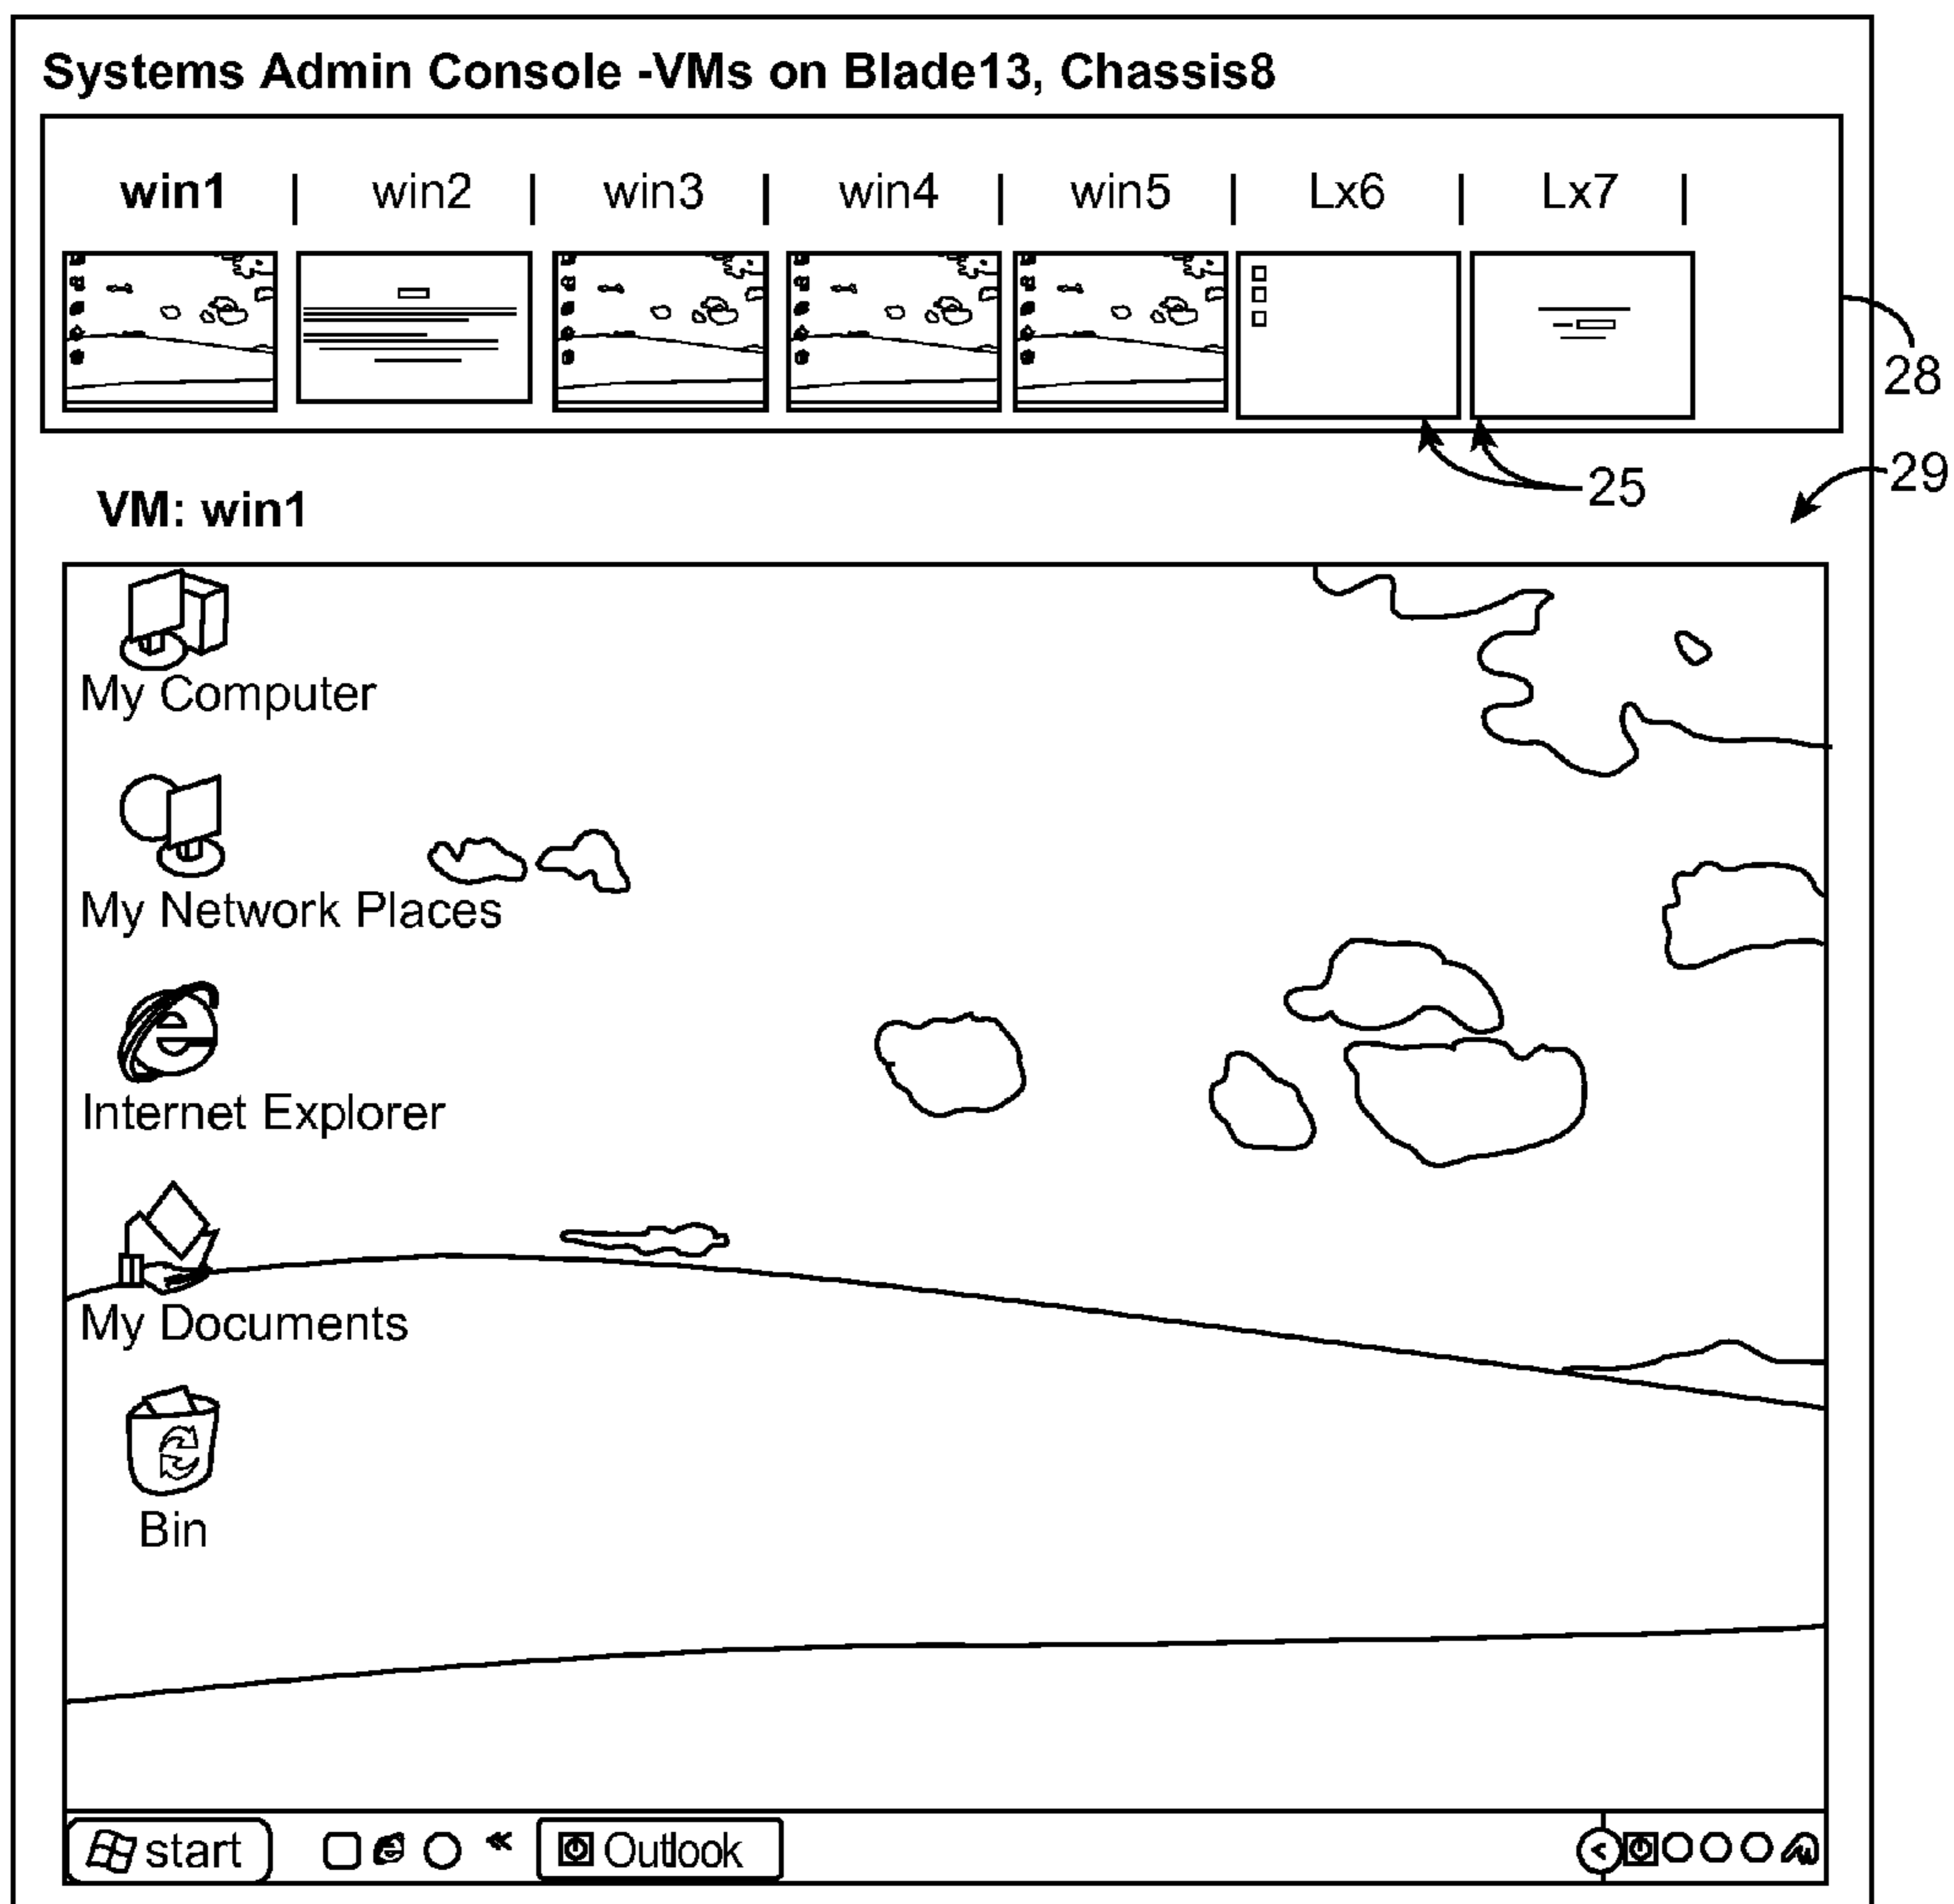 Systems Admin Console -VMs on Blade13, Chassis8
win1 | win2 | win3 | win4 | win5 | Lx6 | Lx7 |
28
25
29
VM: win1
My Computer
My Network Places
Internet Explorer
My Documents
Bin
start « Outlook <